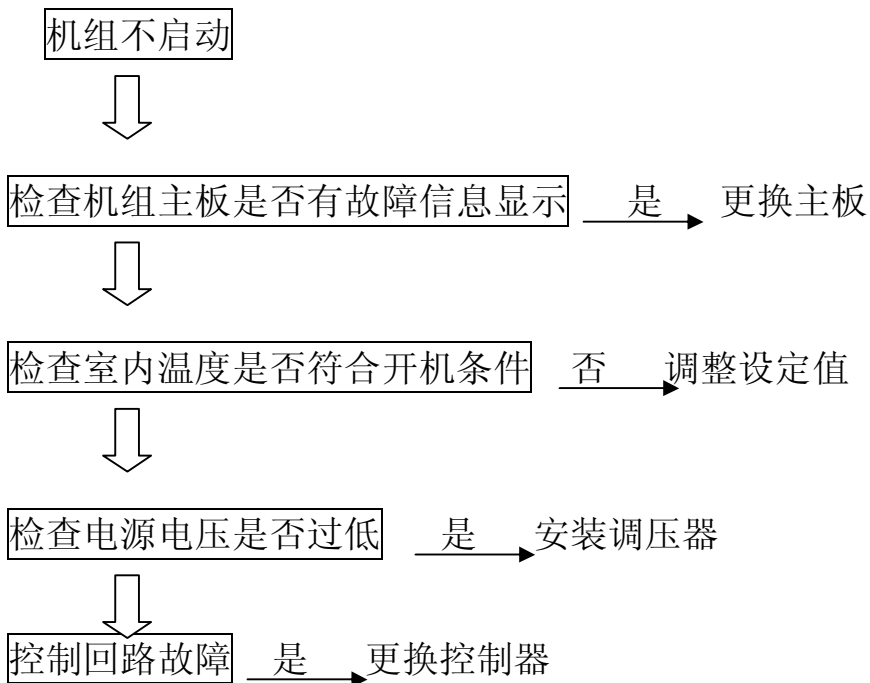 机组不启动
检查机组主板是否有故障信息显示 是 更换主板
检查室内温度是否符合开机条件 否 调整设定值
检查电源电压是否过低 是 安装调压器
控制回路故障 是 更换控制器